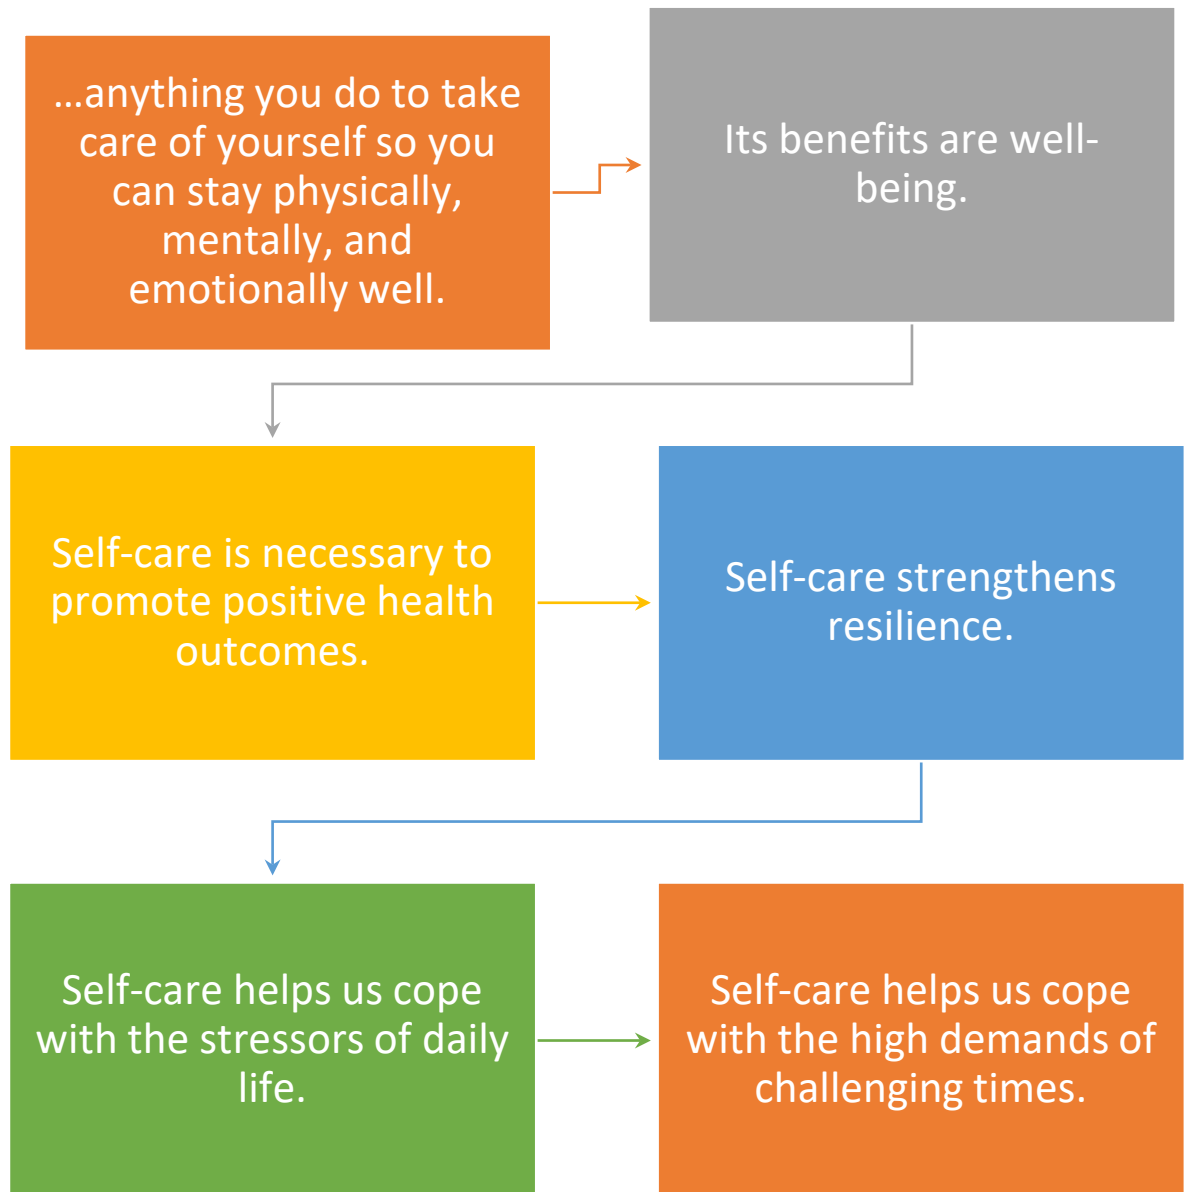 …anything you do to take
care of yourself so you
can stay physically,
mentally, and
emotionally well.
Its benefits are well-
being.
Self-care is necessary to
promote positive health
outcomes.
Self-care strengthens
resilience.
Self-care helps us cope
with the stressors of daily
life.
Self-care helps us cope
with the high demands of
challenging times.